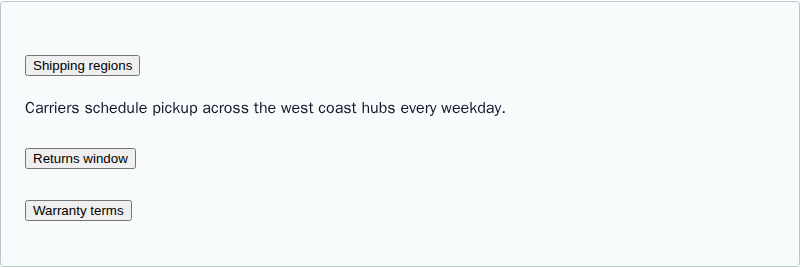 Shipping regions
Carriers schedule pickup across the west coast hubs every weekday.
Returns window
Warranty terms